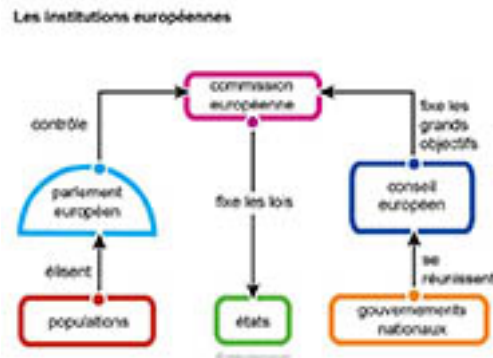 Les institutions européennes
commission
européenne
contrôle
fixe les
grands
objectifs
parlement
européen
fixe les lois
conseil
européen
élisent
se
réunissent
populations
états
gouvernements
nationaux